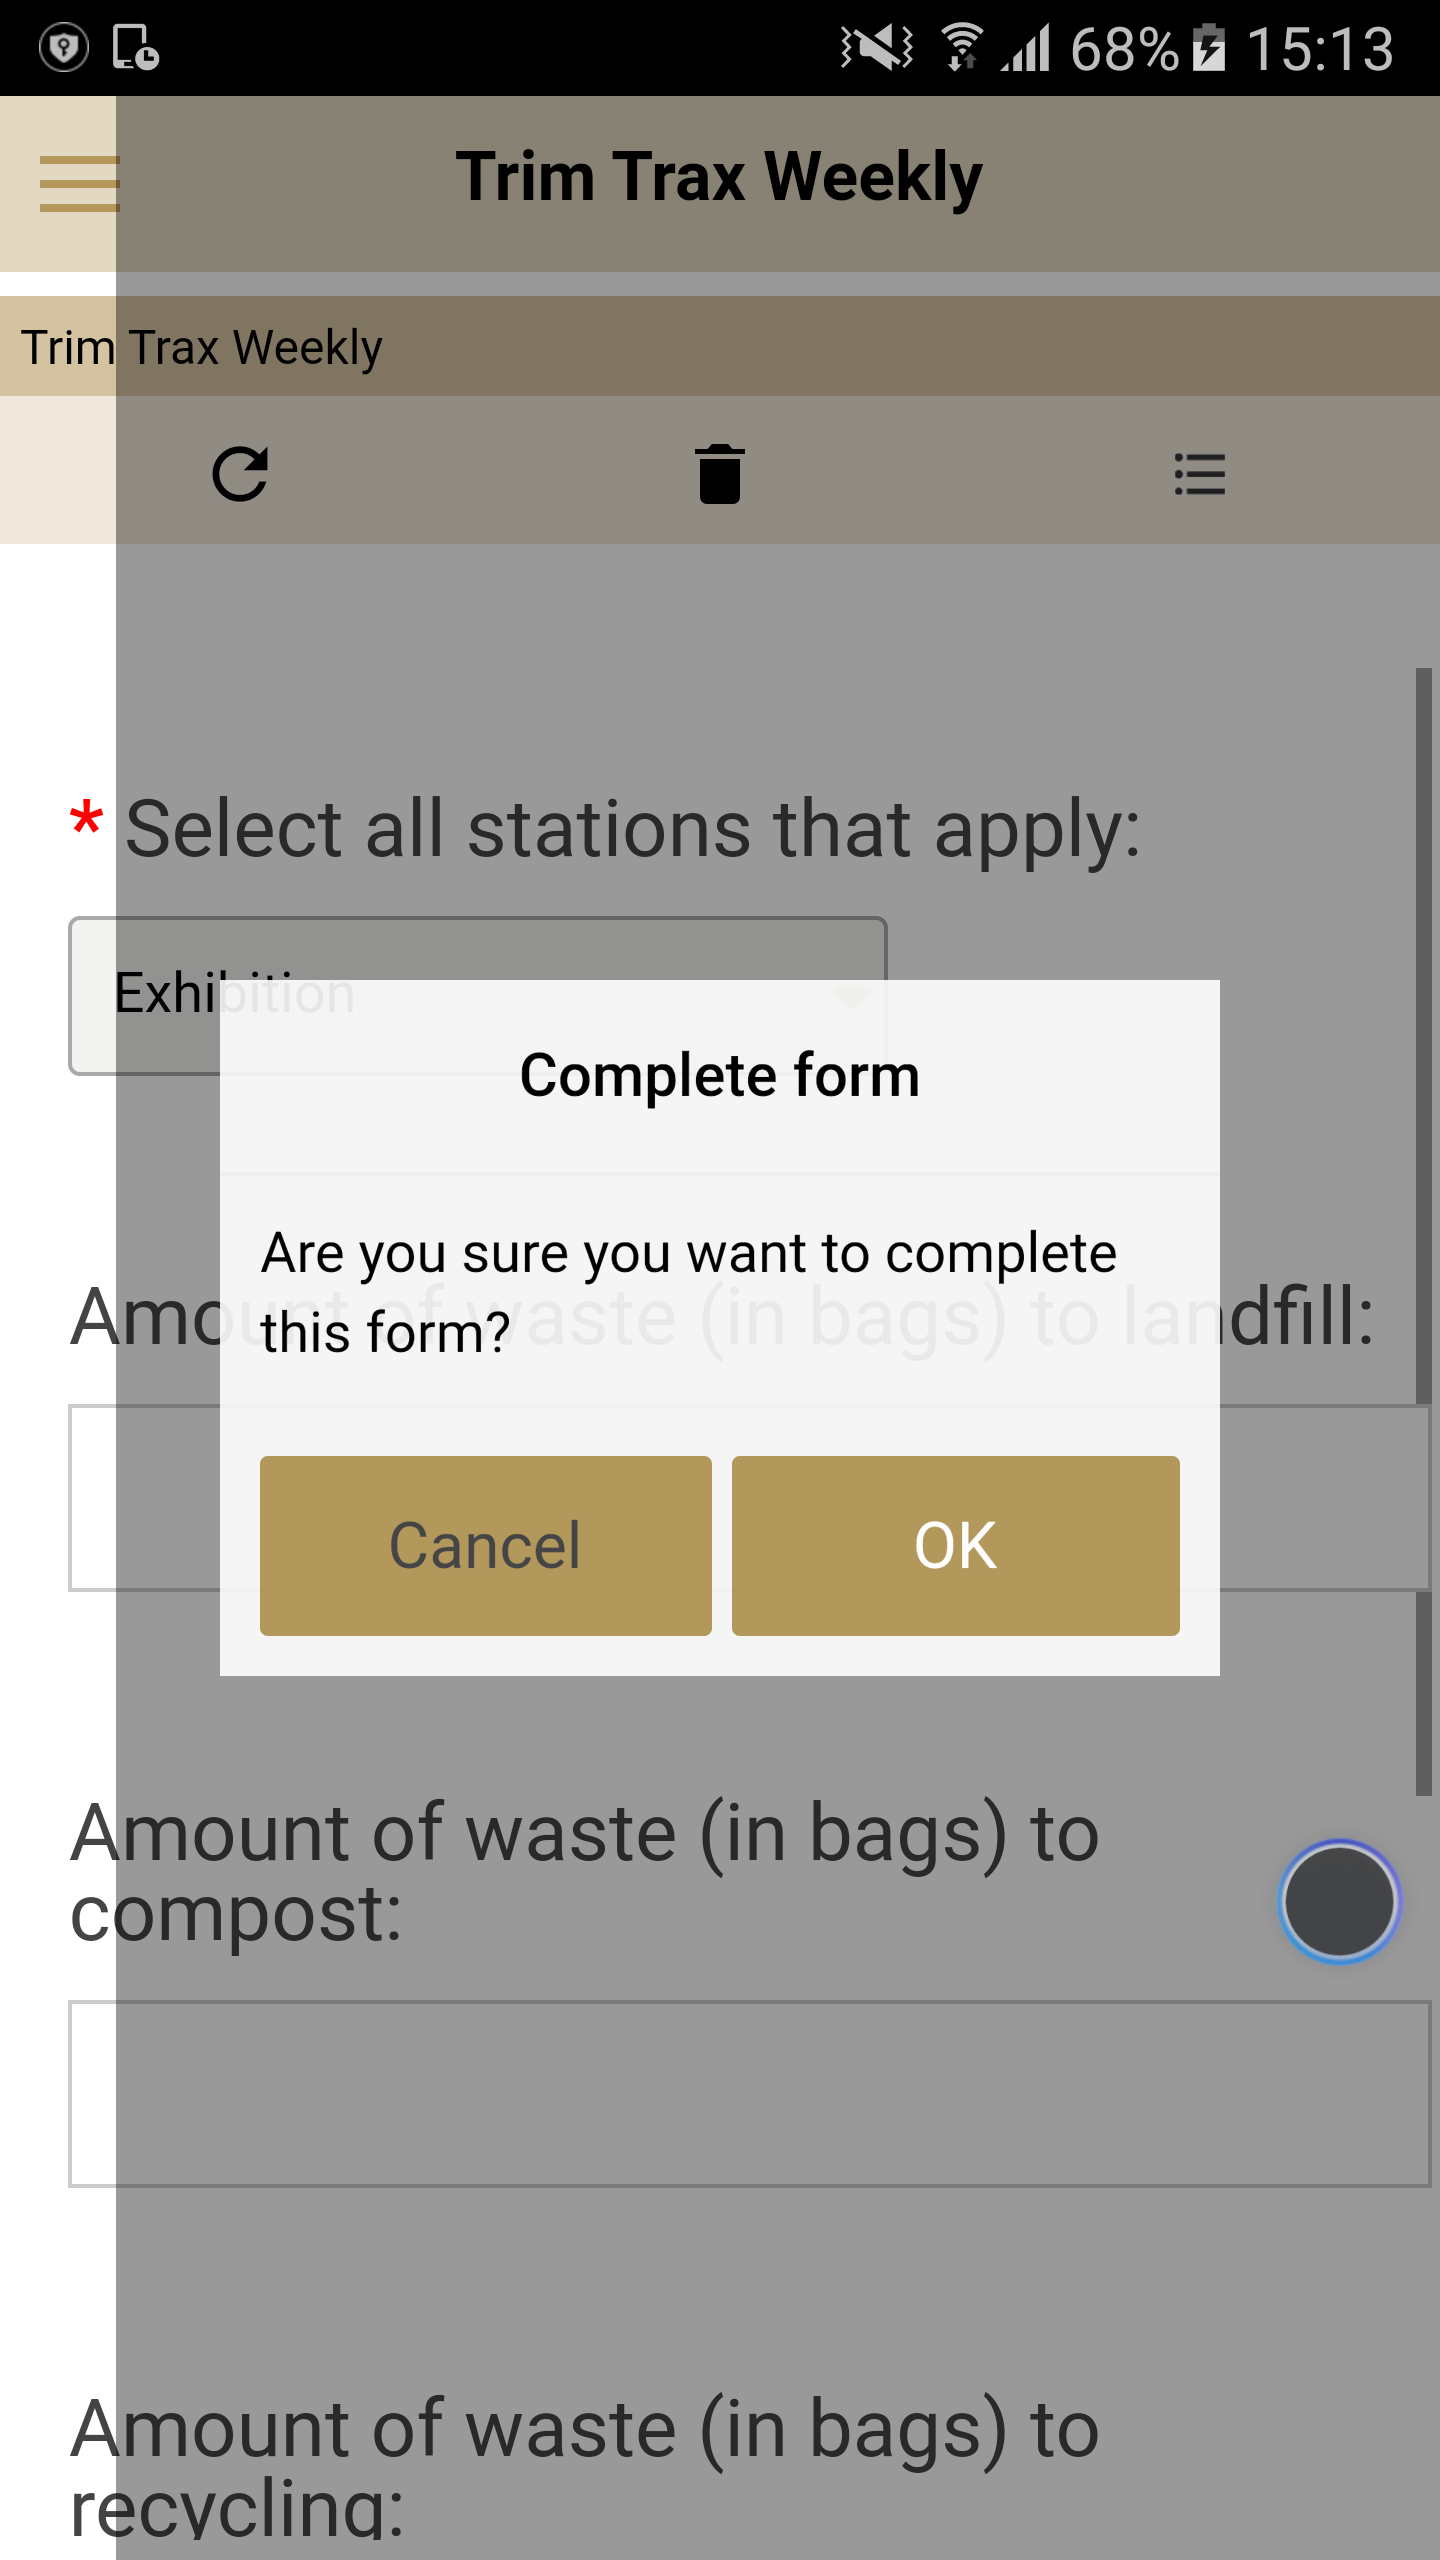 68% 15:13
Trim Trax Weekly
Trim Trax Weekly
* Select all stations that apply:
Exhibition
Complete form
Are you sure you want to complete
this form?
Amount of waste (in bags) to landfill:
Cancel
OK
Amount of waste (in bags) to
compost:
Amount of waste (in bags) to
recycling: